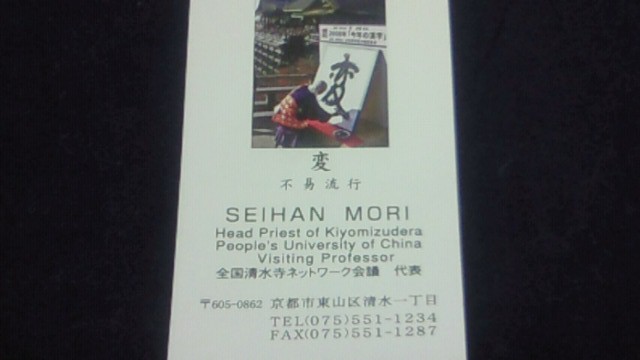 2008年「今年の漢字」
変
変
不易流行
SEIHAN MORI
Head Priest of Kiyomizudera
People's University of China
Visiting Professor
全国清水寺ネットワーク会議 代表
〒605-0862 京都市東山区清水一丁目
TEL(075)551-1234
FAX(075)551-1287